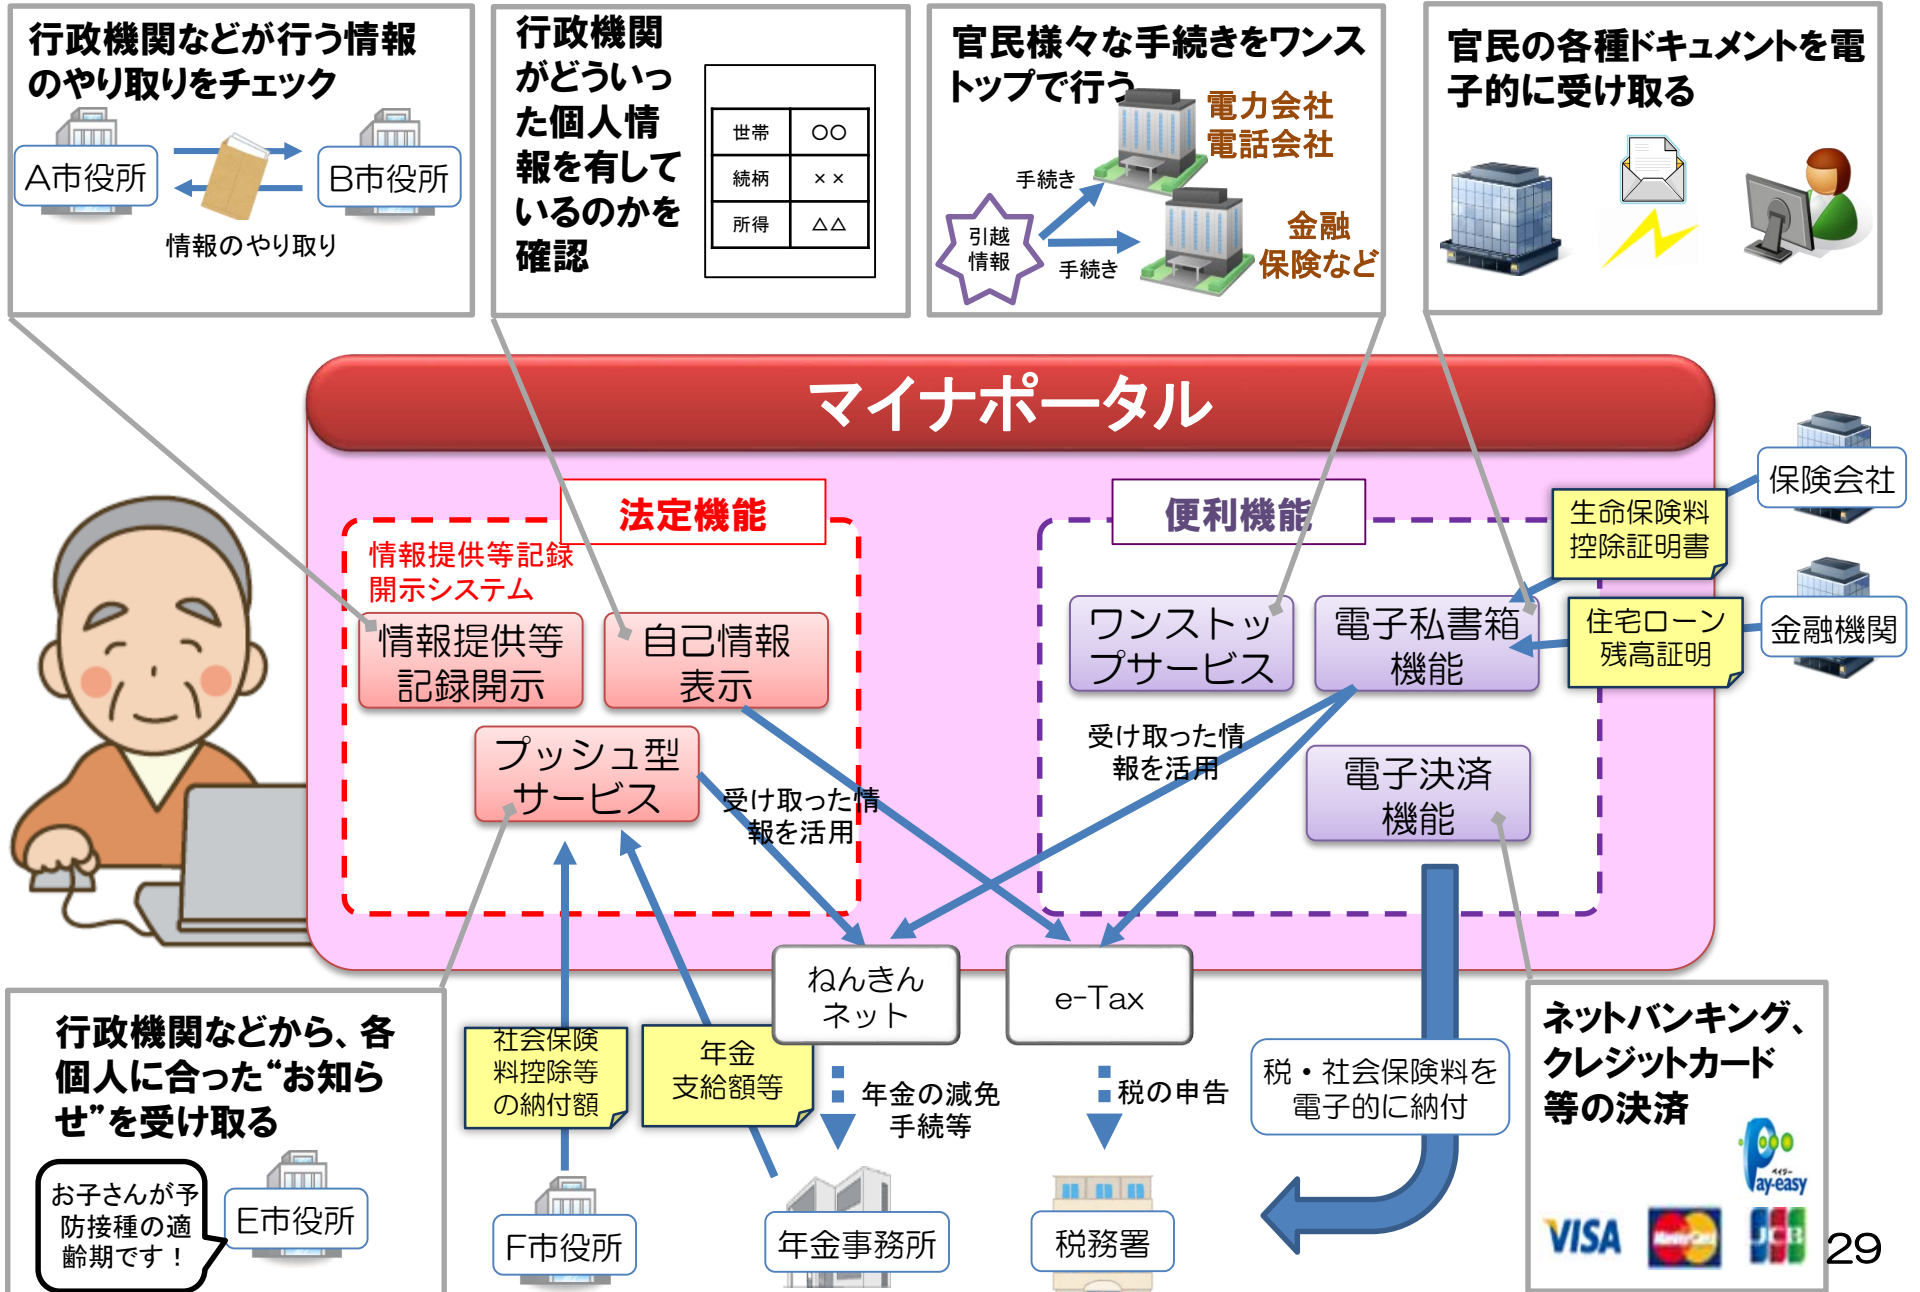 行政機関などが行う情報
のやり取りをチェック
A市役所
B市役所
情報のやり取り
行政機関
がどういっ
た個人情
報を有して
いるのかを
確認
世帯 〇〇
続柄 ××
所得 △△
官民様々な手続きをワンス
トップで行う
電力会社
電話会社
手続き
引越
情報
手続き
金融
保険など
官民の各種ドキュメントを電
子的に受け取る
マイナポータル
法定機能
情報提供等記録
開示システム
情報提供等
記録開示
自己情報
表示
プッシュ型
サービス
受け取った情
報を活用
便利機能
ワンストッ
プサービス
電子私書箱
機能
受け取った情
報を活用
電子決済
機能
生命保険料
控除証明書
保険会社
住宅ローン
残高証明
金融機関
ねんきん
ネット
e-Tax
行政機関などから、各
個人に合った“お知ら
せ”を受け取る
お子さんが予
防接種の適
齢期です！
E市役所
社会保険
料控除等
の納付額
年金
支給額等
年金の減免
手続等
税の申告
税・社会保険料を
電子的に納付
F市役所
年金事務所
税務署
ネットバンキング、
クレジットカード
等の決済
ペイジー
Pay-easy
VISA
MasterCard
JCB
29